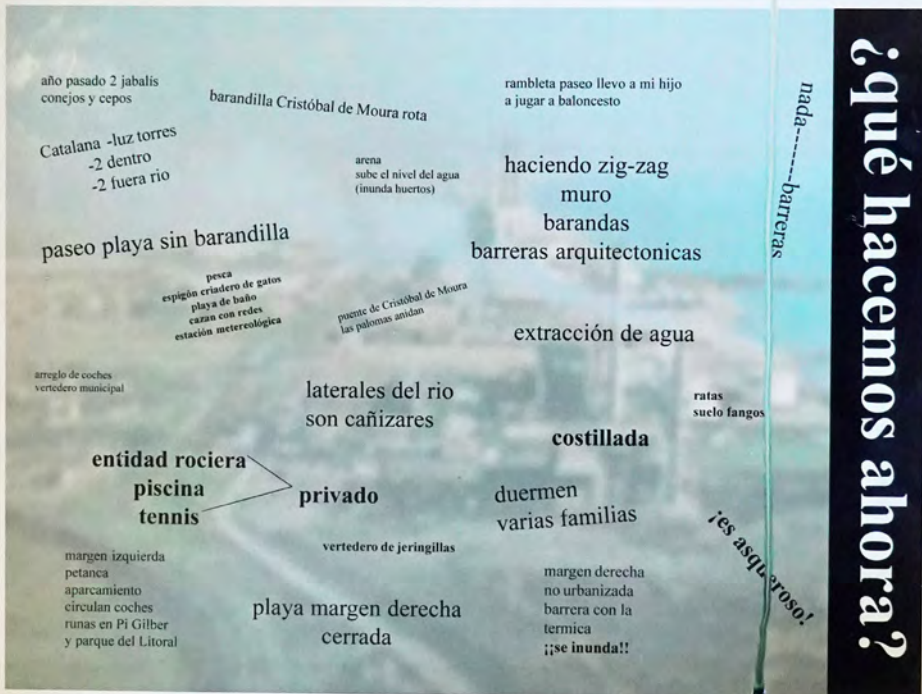 año pasado 2 jabalís
conejos y cepos
barandilla Cristóbal de Moura rota
rambleta paseo llevo a mi hijo
a jugar a baloncesto
nada-------barreras
Catalana -luz torres
-2 dentro
-2 fuera rio
arena
sube el nivel del agua
(inunda huertos)
haciendo zig-zag
muro
barandas
barreras arquitectonicas
paseo playa sin barandilla
pesca
espigón criadero de gatos
playa de baño
cazan con redes
estación metereológica
puente de Cristóbal de Moura
las palomas anidan
extracción de agua
arreglo de coches
vertedero municipal
laterales del rio
son cañizares
ratas
suelo fangos
costillada
entidad rociera
piscina
tennis
privado
duermen
varias familias
¡es asqueroso!
vertedero de jeringillas
margen izquierda
petanca
aparcamiento
circulan coches
runas en Pi Gilber
y parque del Litoral
playa margen derecha
cerrada
margen derecha
no urbanizada
barrera con la
termica
¡¡se inunda!!
¿qué hacemos ahora?